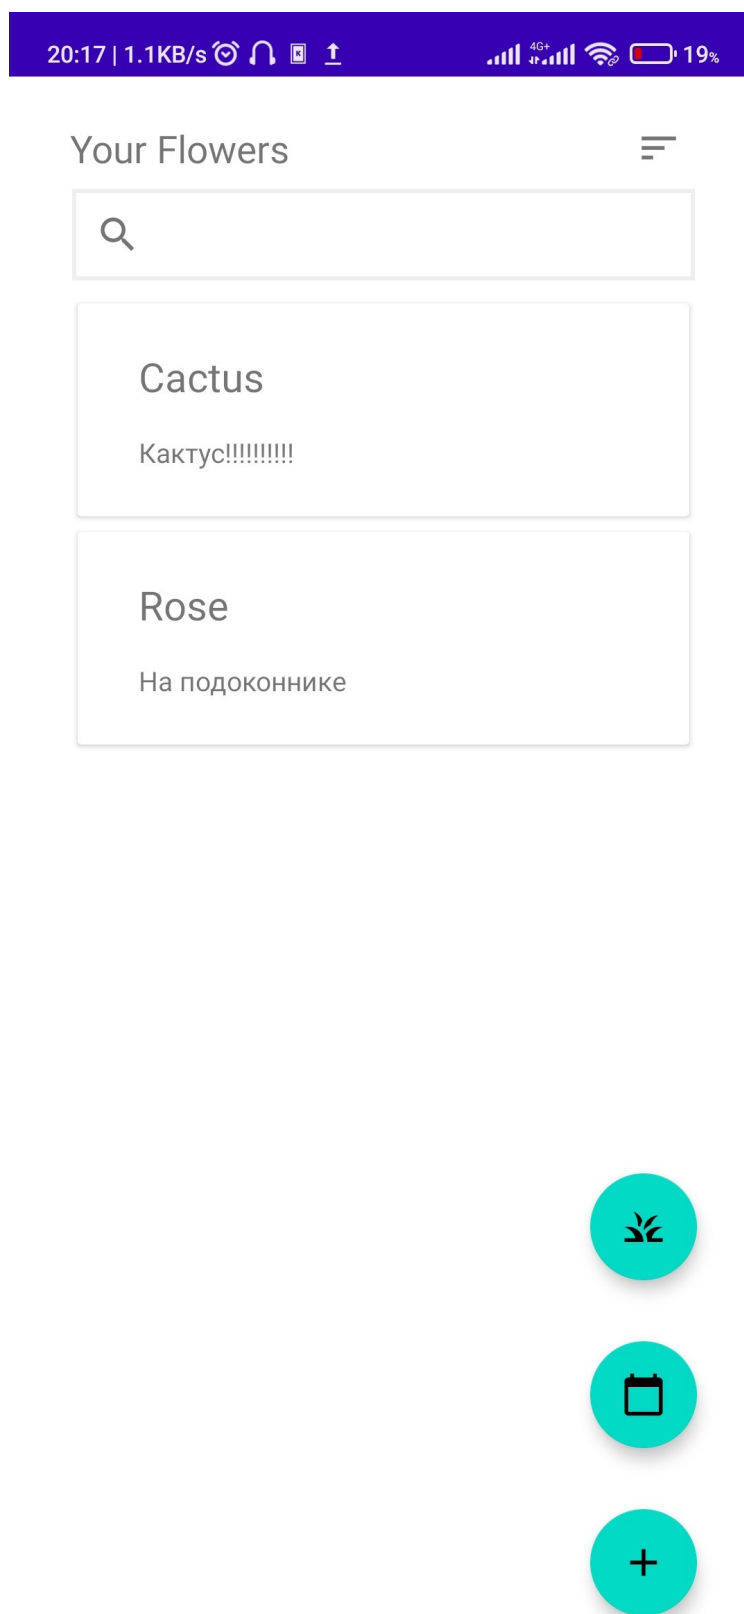 20:17 | 1.1KB/s
4G+
19%
Your Flowers
Cactus
Кактус!!!!!!!!!!
Rose
На подоконнике